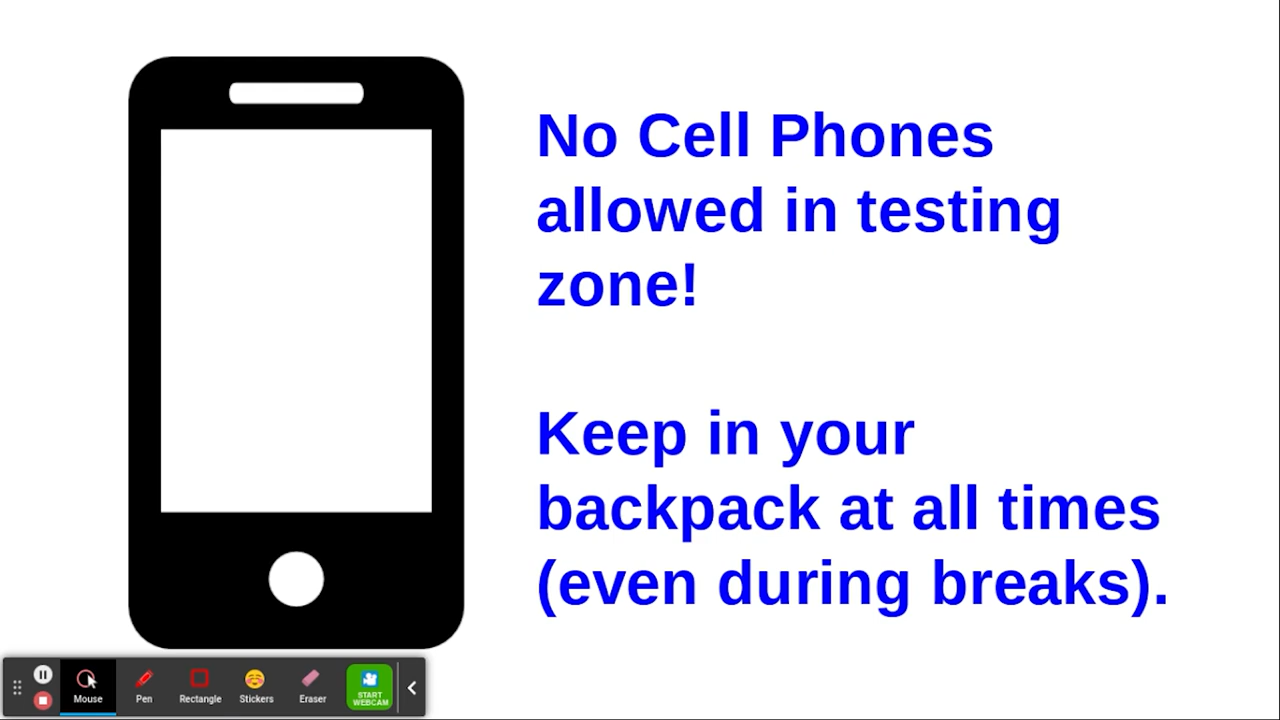 No Cell Phones
allowed in testing
zone!
Keep in your
backpack at all times
(even during breaks).
Mouse
Pen
Rectangle
Stickers
Eraser
START
WEBCAM